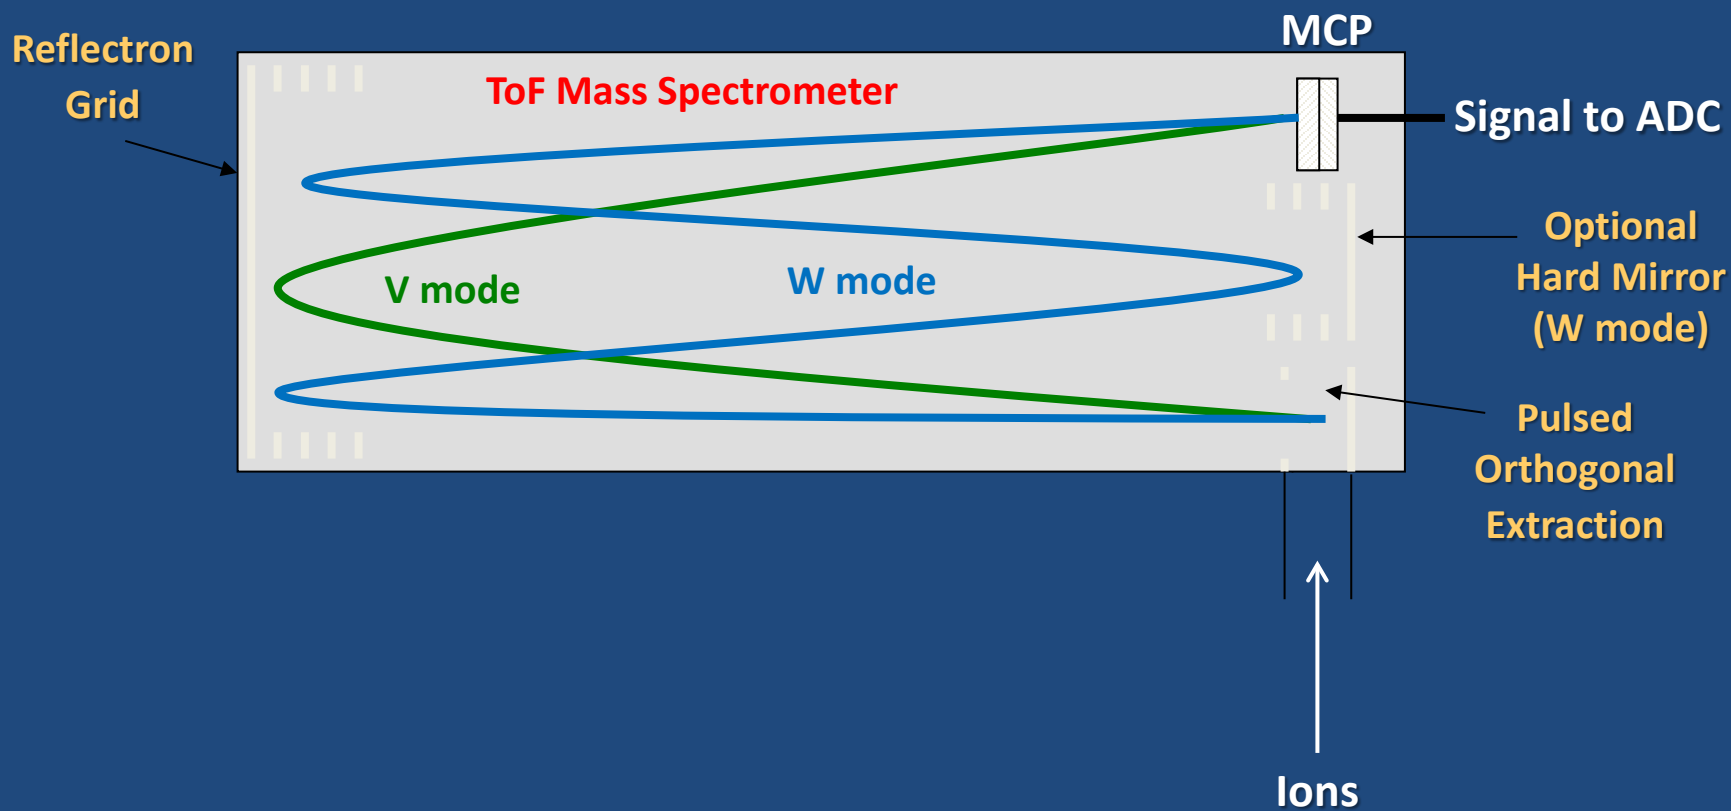 MCP
Reflectron
Grid
ToF Mass Spectrometer
Signal to ADC
Optional
Hard Mirror
(W mode)
V mode
W mode
Pulsed
Orthogonal
Extraction
Ions